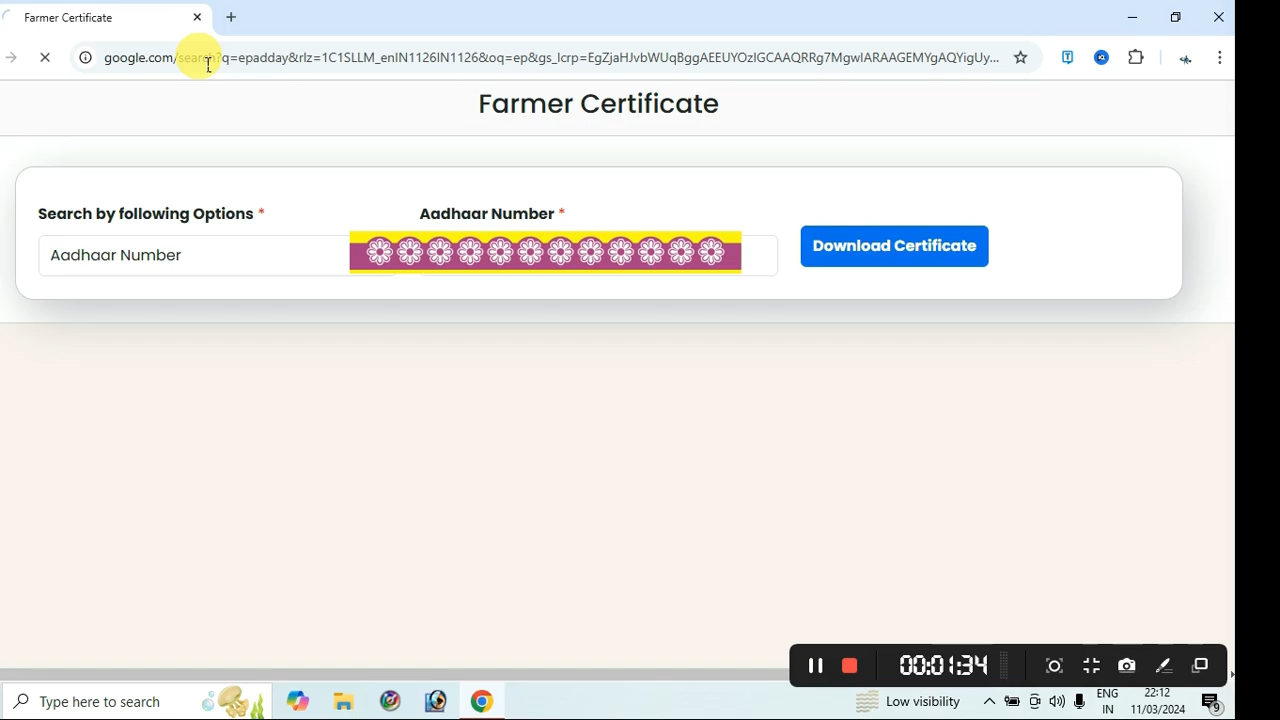 Farmer Certificate
google.com/search?q=epadday&rlz=1C1SLLM_enIN1126IN1126&oq=ep&gs_lcrp=EgZjaHJvbWUqBggAEEUYOzIGCAAQRRg7MgwIARAAGEMYgAQYigUy...
Farmer Certificate
Search by following Options *
Aadhaar Number *
Aadhaar Number
Download Certificate
00:01:34
Type here to search
Low visibility
ENG
IN
22:12
11/03/2024
9